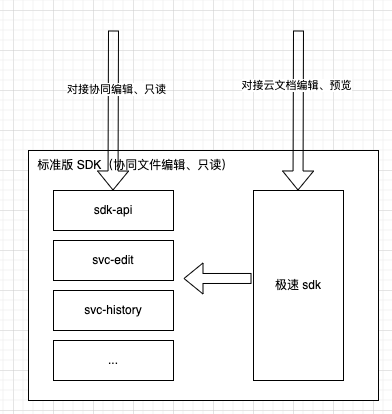 对接协同编辑、只读
对接云文档编辑、预览
标准版 SDK（协同文件编辑、只读）
sdk-api
svc-edit
svc-history
...
极速 sdk